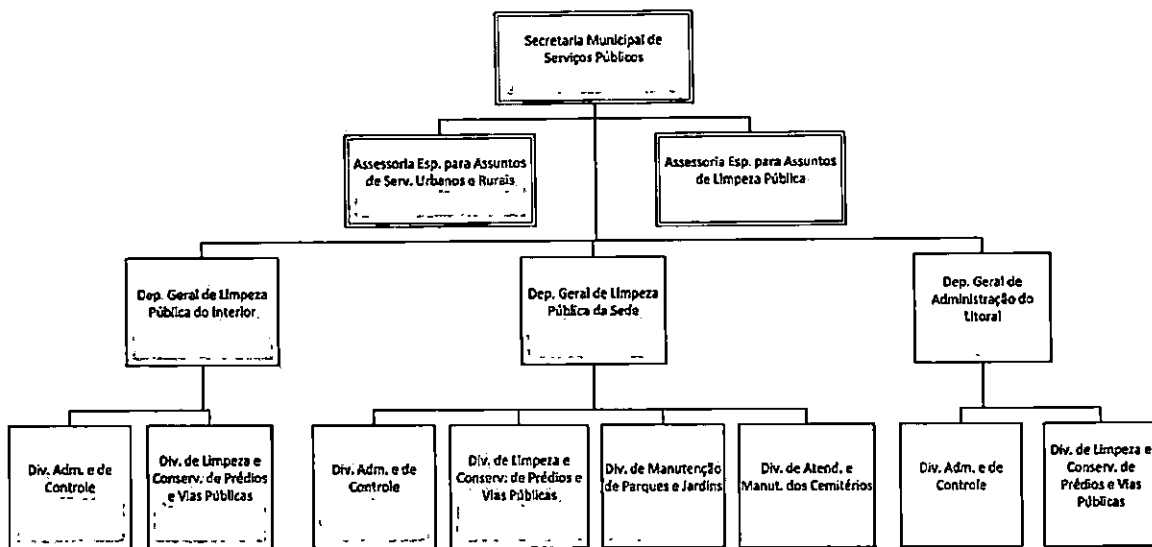 Secretaria Municipal de
Serviços Públicos
Assessoria Esp. para Assuntos
de Serv. Urbanos e Rurais
Assessoria Esp. para Assuntos
de Limpeza Pública
Dep. Geral de Limpeza
Pública do Interior
Dep. Geral de Limpeza
Pública da Sede
Dep. Geral de
Administração do
Litoral
Div. Adm. e de
Controle
Div. de Limpeza e
Conserv. de Prédios
e Vias Públicas
Div. Adm. e de
Controle
Div. de Limpeza e
Conserv. de Prédios e
Vias Públicas
Div. de Manutenção
de Parques e Jardins
Div. de Atend. e
Manut. dos Cemitérios
Div. Adm. e de
Controle
Div. de Limpeza e
Conserv. de
Prédios e Vias
Públicas